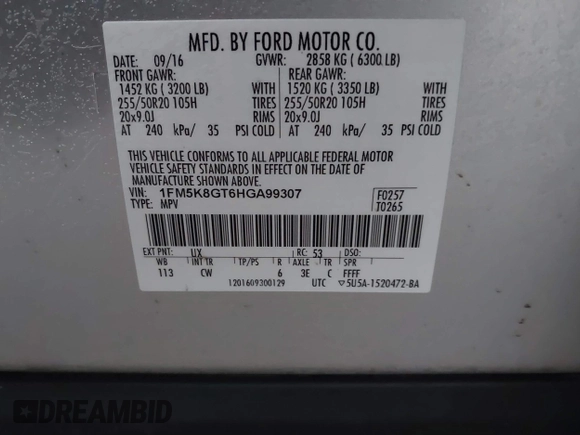 MFD. BY FORD MOTOR CO.
DATE: 09/16 GVWR: 2858 KG ( 6300 LB)
FRONT GAWR: REAR GAWR:
1452 KG ( 3200 LB) WITH 1520 KG ( 3350 LB) WITH
255/50R20 105H TIRES 255/50R20 105H TIRES
20x9.0J RIMS 20x9.0J RIMS
AT 240 kPa/ 35 PSI COLD AT 240 kPa/ 35 PSI COLD
THIS VEHICLE CONFORMS TO ALL APPLICABLE FEDERAL MOTOR
VEHICLE SAFETY STANDARDS IN EFFECT ON THE DATE OF
MANUFACTURE SHOWN ABOVE.
VIN: 1FM5K8GT6HGA99307 F0257
TYPE: MPV T0265
EXT PNT: UX RC: 53 DSO:
WB INT TR TP/PS R AXLE TR SPR
113 CW 6 3E C FFFF
1201609300129 UTC ▽5U5A-1520472-BA
DREAMBID